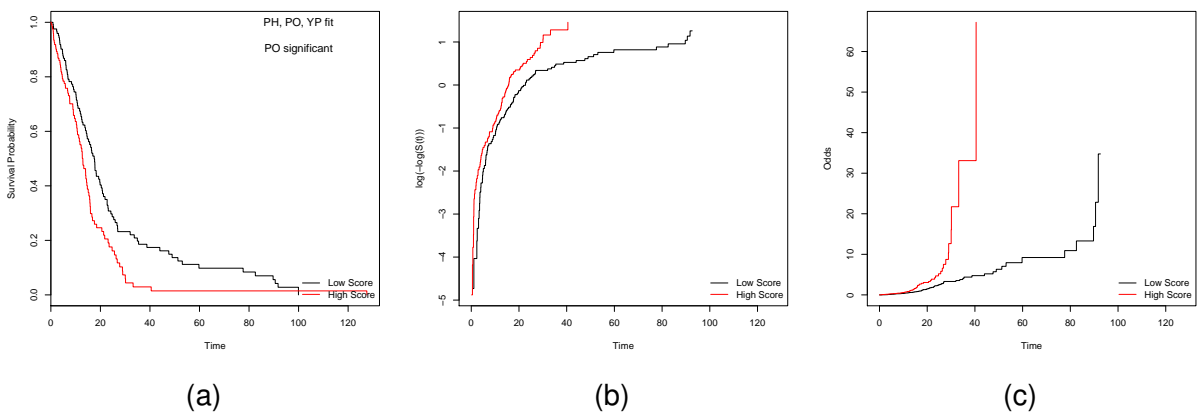 PH, PO, YP fit
PO significant
Survival Probability
1.0
0.8
0.6
0.4
0.2
0.0
Low Score
High Score
0 20 40 60 80 100 120
Time
(a)
log(−log(S(t)))
1
0
−1
−2
−3
−4
−5
Low Score
High Score
0 20 40 60 80 100 120
Time
(b)
Odds
60
50
40
30
20
10
0
Low Score
High Score
0 20 40 60 80 100 120
Time
(c)